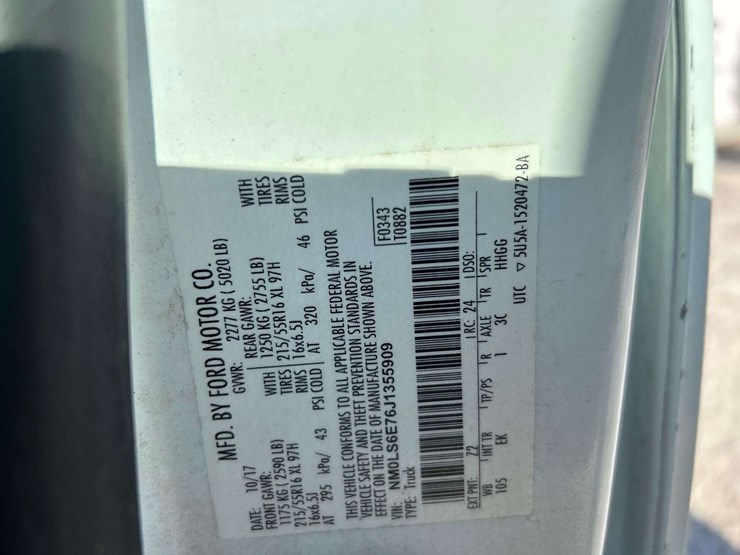 MFD. BY FORD MOTOR CO.
DATE: 10/17 GVWR: 2277 KG ( 5020 LB)
FRONT GAWR: REAR GAWR: WITH
1175 KG ( 2590 LB) WITH 1250 KG ( 2755 LB) TIRES
215/55R16 XL 97H TIRES 215/55R16 XL 97H RIMS
16x6.5J RIMS 16x6.5J
AT 295 kPa/ 43 PSI COLD AT 320 kPa/ 46 PSI COLD
THIS VEHICLE CONFORMS TO ALL APPLICABLE FEDERAL MOTOR
VEHICLE SAFETY AND THEFT PREVENTION STANDARDS IN
EFFECT ON THE DATE OF MANUFACTURE SHOWN ABOVE.
VIN: NM0LS6E76J1355909 F0343
TYPE: Truck T0882
EXT PNT: Z2 RC: 24 DSO:
WB INT TR TP/PS R AXLE TR SPR
105 EK 1 3C HHGG
UTC ▽ 5U5A-1520472-BA